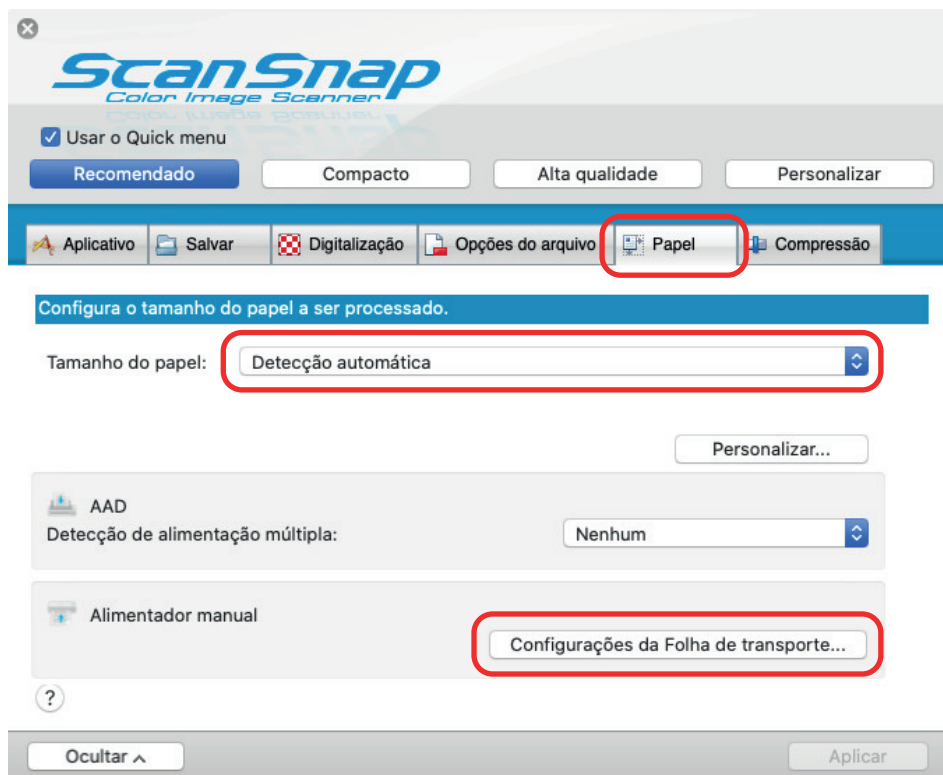 ScanSnap
Color Image Scanner
Usar o Quick menu
Recomendado Compacto Alta qualidade Personalizar
Aplicativo Salvar Digitalização Opções do arquivo Papel Compressão
Configura o tamanho do papel a ser processado.
Tamanho do papel: Detecção automática
Personalizar...
AAD
Detecção de alimentação múltipla: Nenhum
Alimentador manual
Configurações da Folha de transporte...
?
Ocultar Aplicar